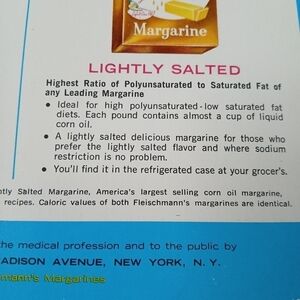 Margarine
LIGHTLY SALTED
Highest Ratio of Polyunsaturated to Saturated Fat of
any Leading Margarine
• Ideal for high polyunsaturated-low saturated fat
diets. Each pound contains almost a cup of liquid
corn oil.
• A lightly salted delicious margarine for those who
prefer the lightly salted flavor and where sodium
restriction is no problem.
• You'll find it in the refrigerated case at your grocer's.
tly Salted Margarine, America's largest selling corn oil margarine,
recipes. Caloric values of both Fleischmann's margarines are identical.
the medical profession and to the public by
ADISON AVENUE, NEW YORK, N. Y.
mann's Margarines